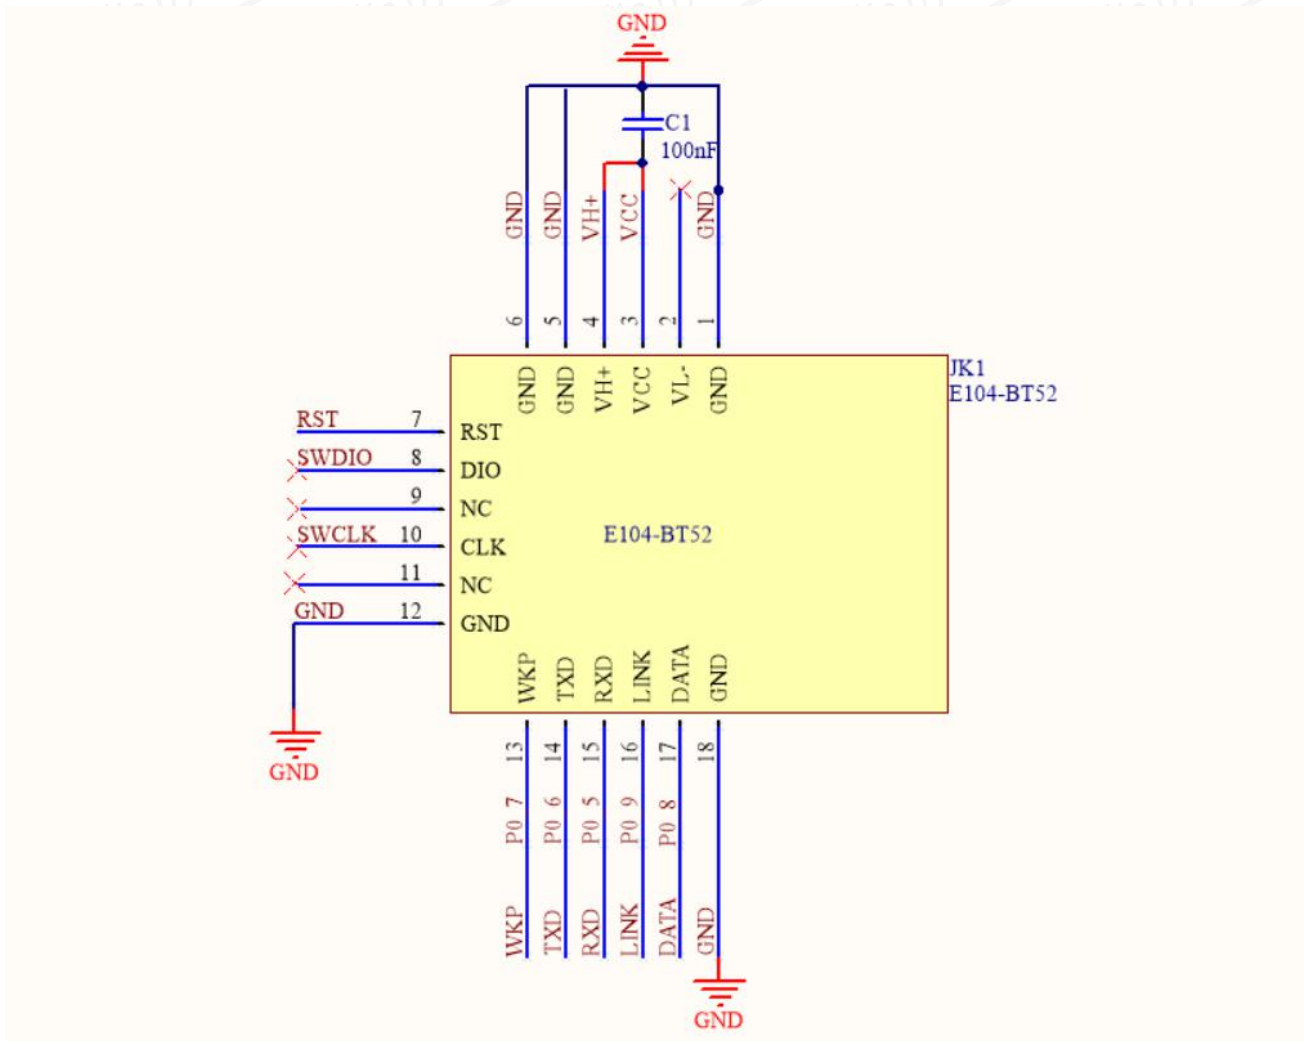 GND
C1
100nF
GND
GND
VH+
VCC
GND
6
5
4
3
2
1
GND
GND
VH+
VCC
VL-
GND
JK1
E104-BT52
RST 7 RST
SWDIO 8 DIO
9 NC
SWCLK 10 CLK
11 NC
GND 12 GND
E104-BT52
GND
WKP
TXD
RXD
LINK
DATA
GND
13
14
15
16
17
18
P0 7
P0 6
P0 5
P0 9
P0 8
WKP
TXD
RXD
LINK
DATA
GND
GND